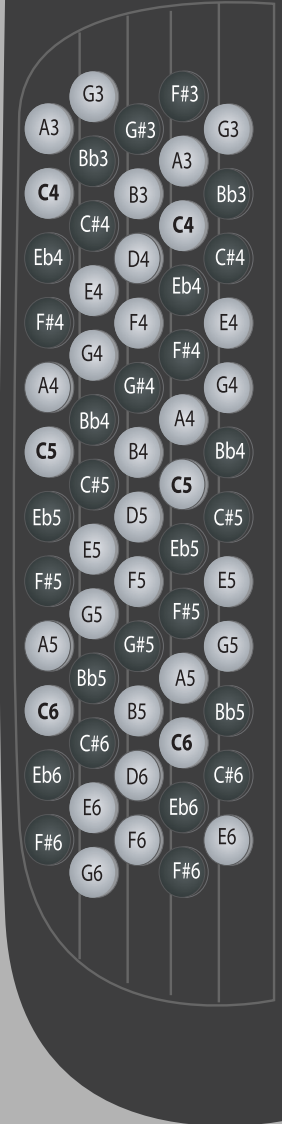 G3 F#3
A3 G#3 G3
Bb3 A3
C4 B3 Bb3
C#4 C4
Eb4 D4 C#4
E4 Eb4
F#4 F4 E4
G4 F#4
A4 G#4 G4
Bb4 A4
C5 B4 Bb4
C#5 C5
Eb5 D5 C#5
E5 Eb5
F#5 F5 E5
G5 F#5
A5 G#5 G5
Bb5 A5
C6 B5 Bb5
C#6 C6
Eb6 D6 C#6
E6 Eb6
F#6 F6 E6
G6 F#6